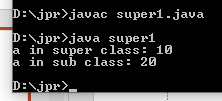 D:\jpr>javac super1.java
D:\jpr>java super1
a in super class: 10
a in sub class: 20
D:\jpr>